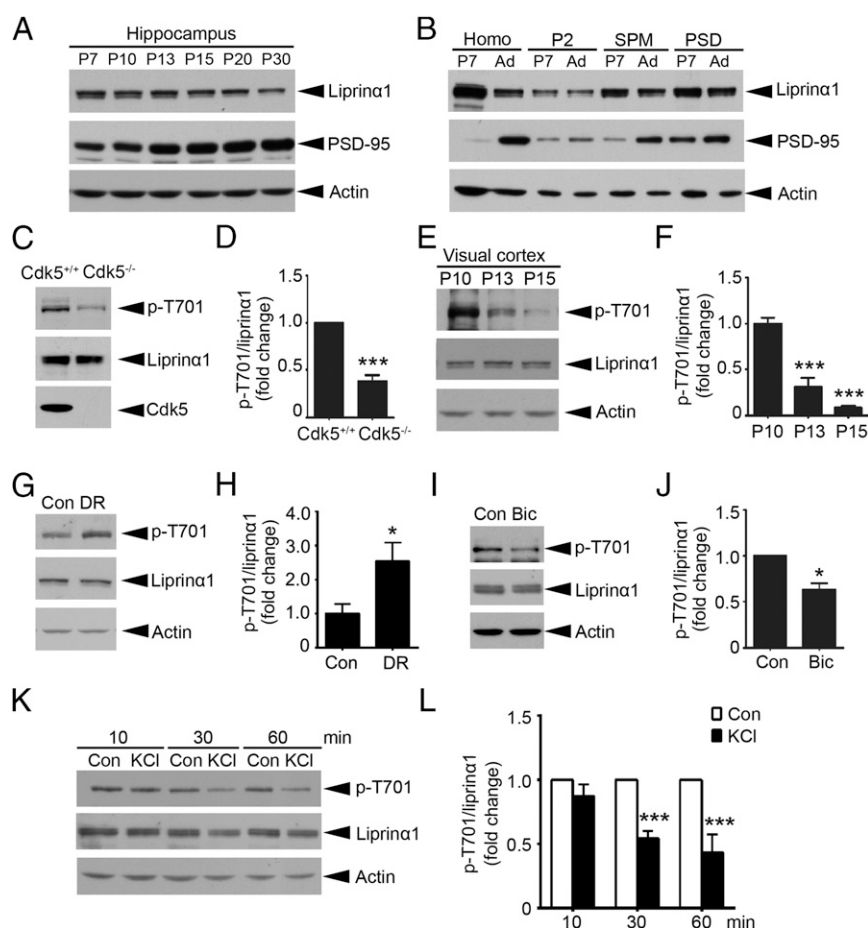 A
Hippocampus
P7 P10 P13 P15 P20 P30
Liprinα1
PSD-95
Actin
B
Homo P2 SPM PSD
P7 Ad P7 Ad P7 Ad P7 Ad
Liprinα1
PSD-95
Actin
C
Cdk5+/+ Cdk5-/-
p-T701
Liprinα1
Cdk5
D
p-T701/liprinα1
(fold change)
1.5
1.0
0.5
0
***
Cdk5+/+ Cdk5-/-
E
Visual cortex
P10 P13 P15
p-T701
Liprinα1
Actin
F
p-T701/liprinα1
(fold change)
1.5
1.0
0.5
0
***
***
P10 P13 P15
G
Con DR
p-T701
Liprinα1
Actin
H
p-T701/liprinα1
(fold change)
4.0
3.0
2.0
1.0
0
*
Con DR
I
Con Bic
p-T701
Liprinα1
Actin
J
p-T701/liprinα1
(fold change)
1.5
1.0
0.5
0
*
Con Bic
K
10 30 60 min
Con KCl Con KCl Con KCl
p-T701
Liprinα1
Actin
L
p-T701/liprinα1
(fold change)
1.5
1.0
0.5
0
Con
KCl
***
***
10 30 60 min